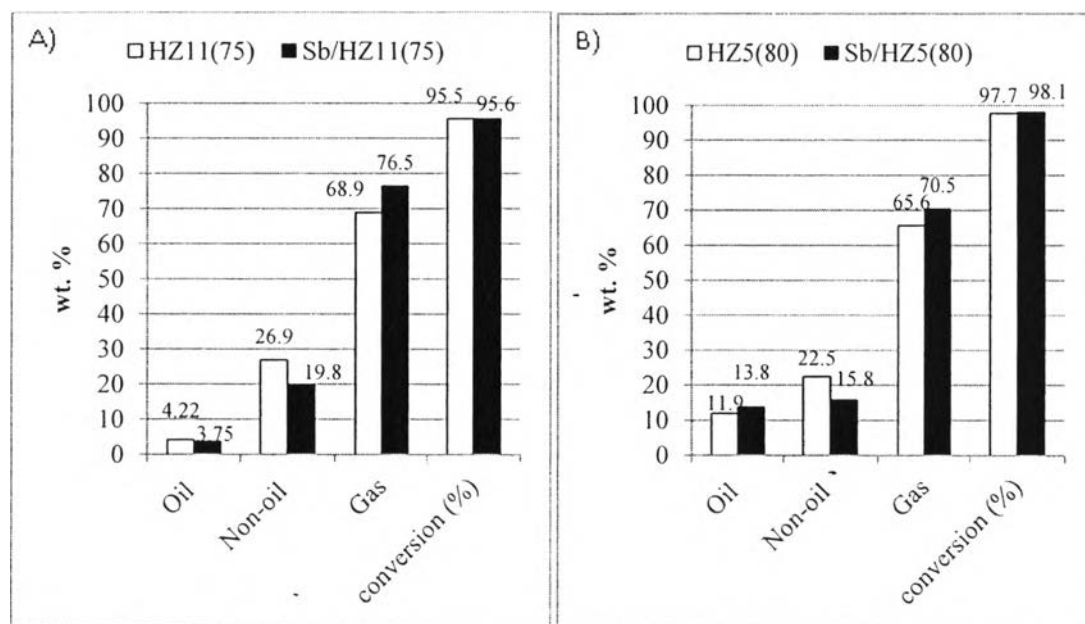 A)
HZ11(75) Sb/HZ11(75)
wt. %
100
90
80
70
60
50
40
30
20
10
0
4.22
3.75
26.9
19.8
68.9
76.5
95.5
95.6
Oil
Non-oil
Gas
conversion (%)
B)
HZ5(80) Sb/HZ5(80)
wt. %
100
90
80
70
60
50
40
30
20
10
0
11.9
13.8
22.5
15.8
65.6
70.5
97.7
98.1
Oil
Non-oil
Gas
conversion (%)